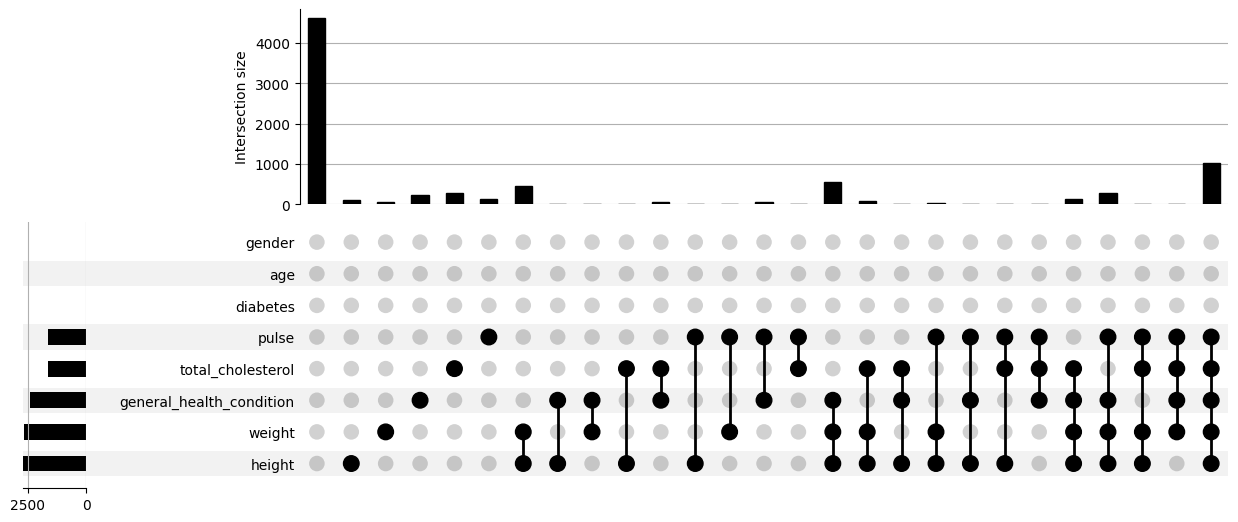 4000
3000
2000
1000
0
Intersection size
gender
age
diabetes
pulse
total_cholesterol
general_health_condition
weight
height
2500 0